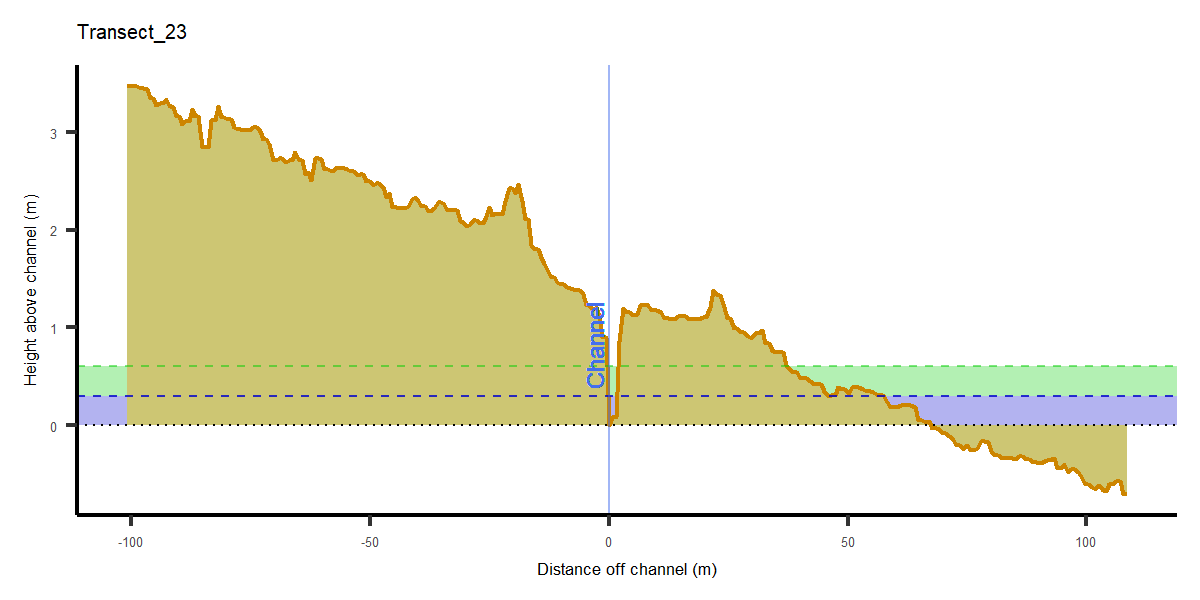 Transect_23
Height above channel (m)
3
2
1
0
Channel
-100
-50
0
50
100
Distance off channel (m)